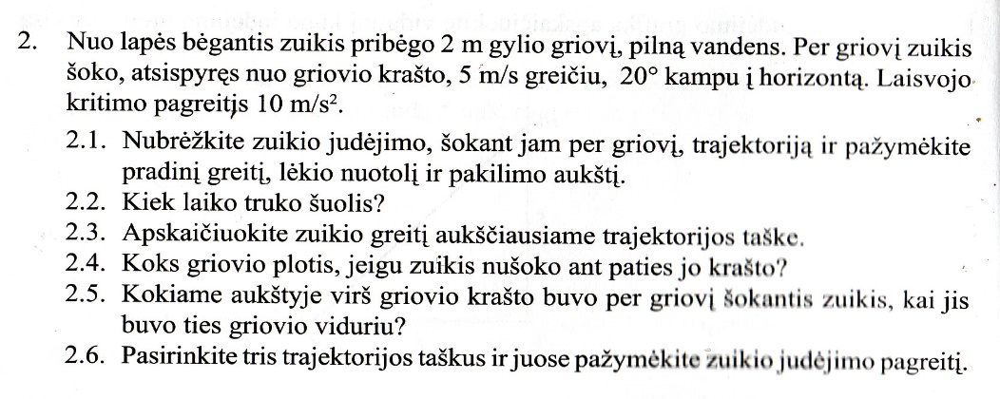 2. Nuo lapės bėgantis zuikis pribėgo 2 m gylio griovį, pilną vandens. Per griovį zuikis
šoko, atsispyręs nuo griovio krašto, 5 m/s greičiu, 20° kampu į horizontą. Laisvojo
kritimo pagreitįs 10 m/s².
2.1. Nubrėžkite zuikio judėjimo, šokant jam per griovį, trajektoriją ir pažymėkite
pradinį greitį, lėkio nuotolį ir pakilimo aukštį.
2.2. Kiek laiko truko šuolis?
2.3. Apskaičiuokite zuikio greitį aukščiausiame trajektorijos taške.
2.4. Koks griovio plotis, jeigu zuikis nušoko ant paties jo krašto?
2.5. Kokiame aukštyje virš griovio krašto buvo per griovį šokantis zuikis, kai jis
buvo ties griovio viduriu?
2.6. Pasirinkite tris trajektorijos taškus ir juose pažymėkite zuikio judėjimo pagreitį.